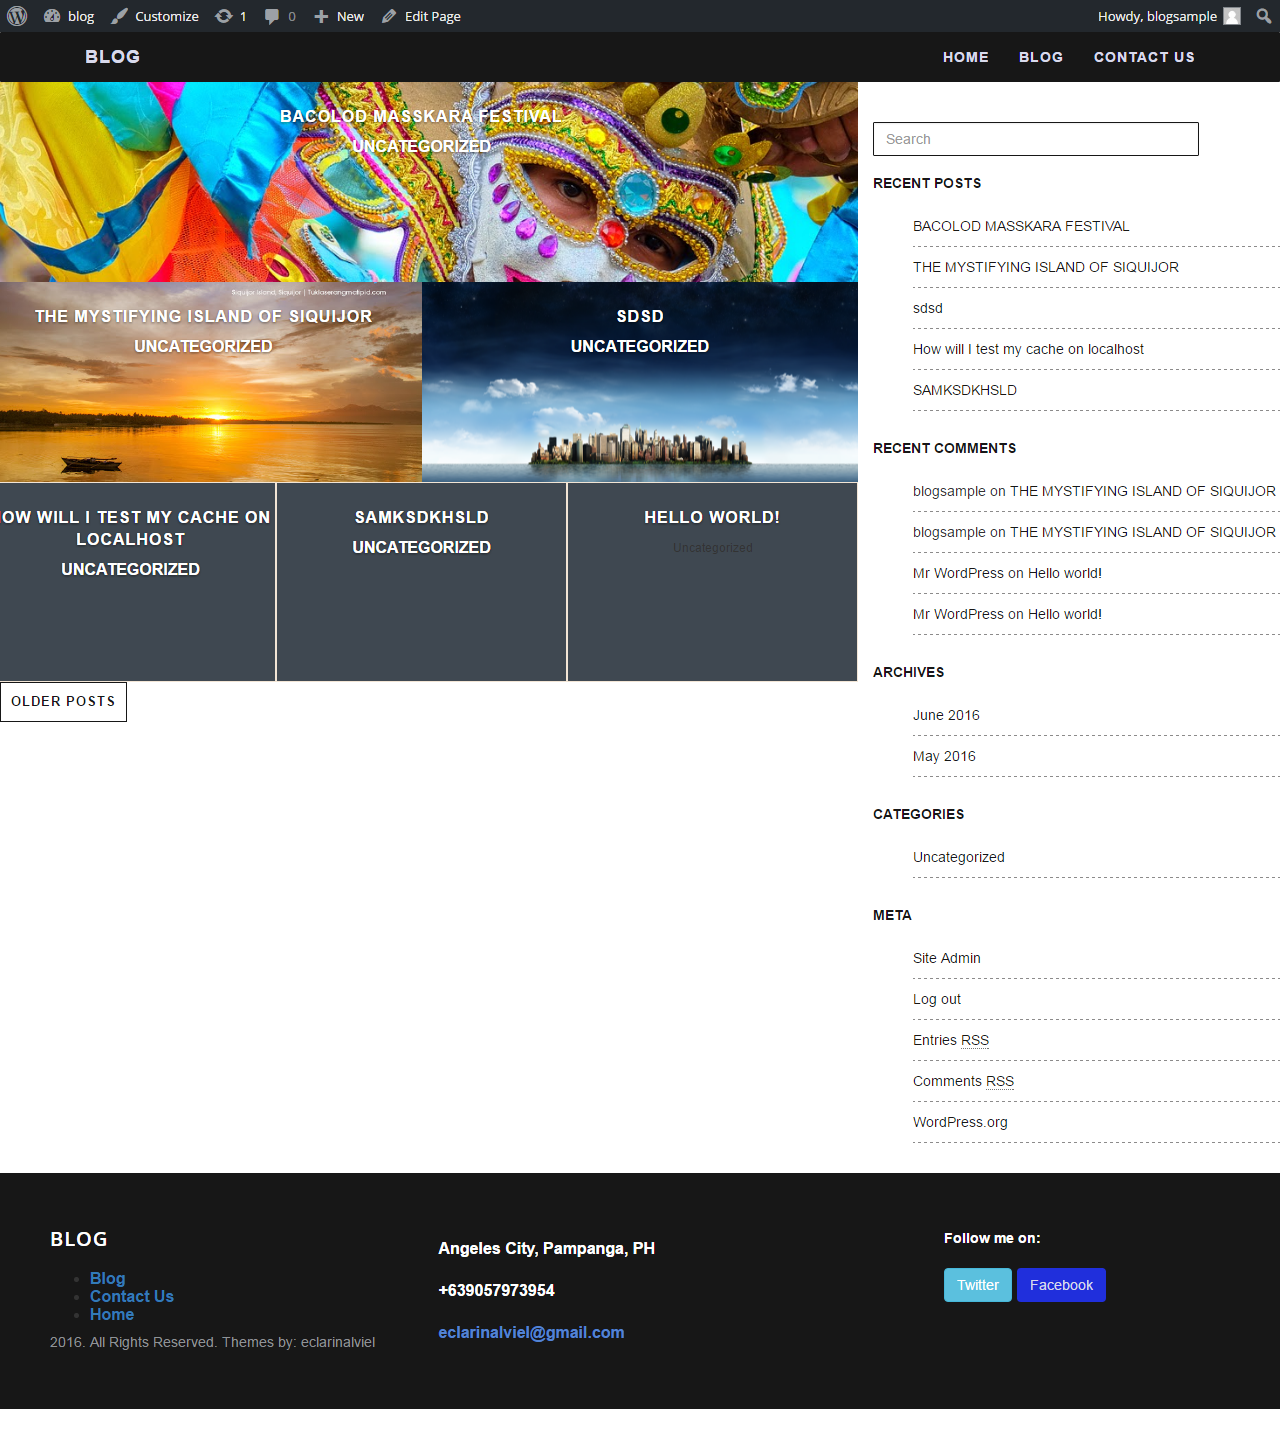 blog
Customize
1
0
New
Edit Page
Howdy, blogsample
BLOG
HOME
BLOG
CONTACT US
BACOLOD MASSKARA FESTIVAL
UNCATEGORIZED
Siquijor Island, Siquijor | Tuklaserangmatipid.com
THE MYSTIFYING ISLAND OF SIQUIJOR
UNCATEGORIZED
SDSD
UNCATEGORIZED
OW WILL I TEST MY CACHE ON
LOCALHOST
UNCATEGORIZED
SAMKSDKHSLD
UNCATEGORIZED
HELLO WORLD!
Uncategorized
OLDER POSTS
Search
RECENT POSTS
BACOLOD MASSKARA FESTIVAL
THE MYSTIFYING ISLAND OF SIQUIJOR
sdsd
How will I test my cache on localhost
SAMKSDKHSLD
RECENT COMMENTS
blogsample on THE MYSTIFYING ISLAND OF SIQUIJOR
blogsample on THE MYSTIFYING ISLAND OF SIQUIJOR
Mr WordPress on Hello world!
Mr WordPress on Hello world!
ARCHIVES
June 2016
May 2016
CATEGORIES
Uncategorized
META
Site Admin
Log out
Entries RSS
Comments RSS
WordPress.org
BLOG
Blog
Contact Us
Home
2016. All Rights Reserved. Themes by: eclarinalviel
Angeles City, Pampanga, PH
+639057973954
eclarinalviel@gmail.com
Follow me on:
Twitter
Facebook